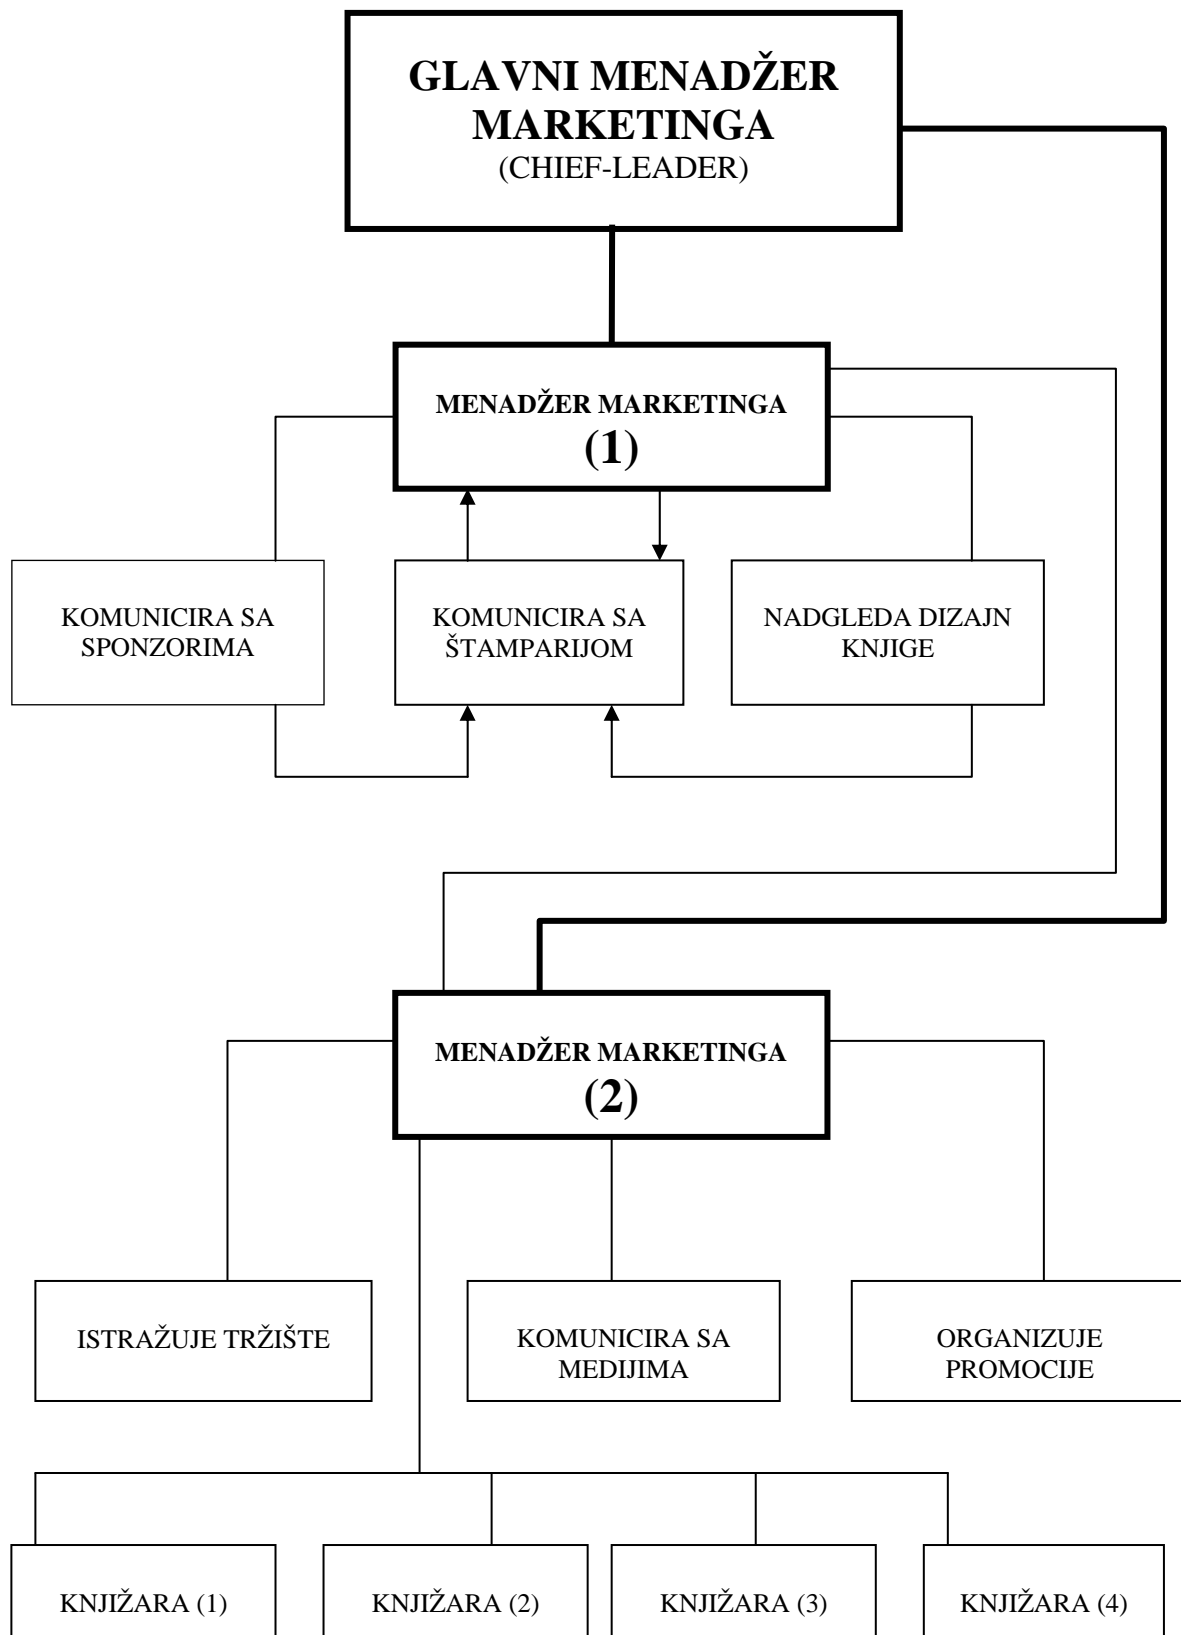 GLAVNI MENADŽER
MARKETINGA
(CHIEF-LEADER)
MENADŽER MARKETINGA
(1)
KOMUNICIRA SA
SPONZORIMA
KOMUNICIRA SA
ŠTAMPARIJOM
NADGLEDA DIZAJN
KNJIGE
MENADŽER MARKETINGA
(2)
ISTRAŽUJE TRŽIŠTE
KOMUNICIRA SA
MEDIJIMA
ORGANIZUJE
PROMOCIJE
KNJIŽARA (1)
KNJIŽARA (2)
KNJIŽARA (3)
KNJIŽARA (4)